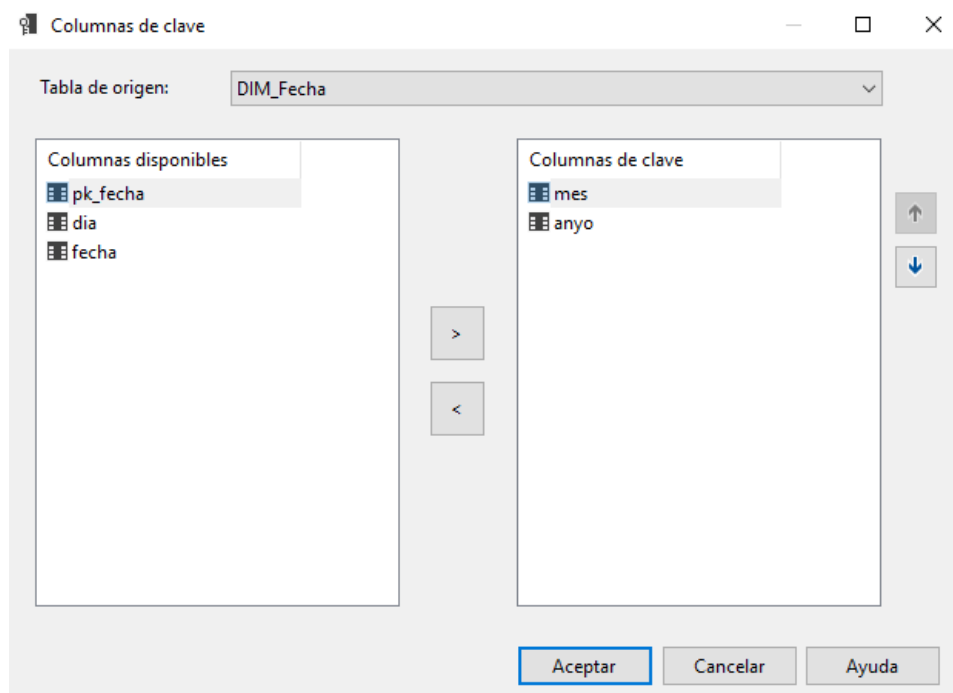 Columnas de clave
Tabla de origen: DIM_Fecha
Columnas disponibles
pk_fecha
dia
fecha
>
<
Columnas de clave
mes
anyo
Aceptar Cancelar Ayuda